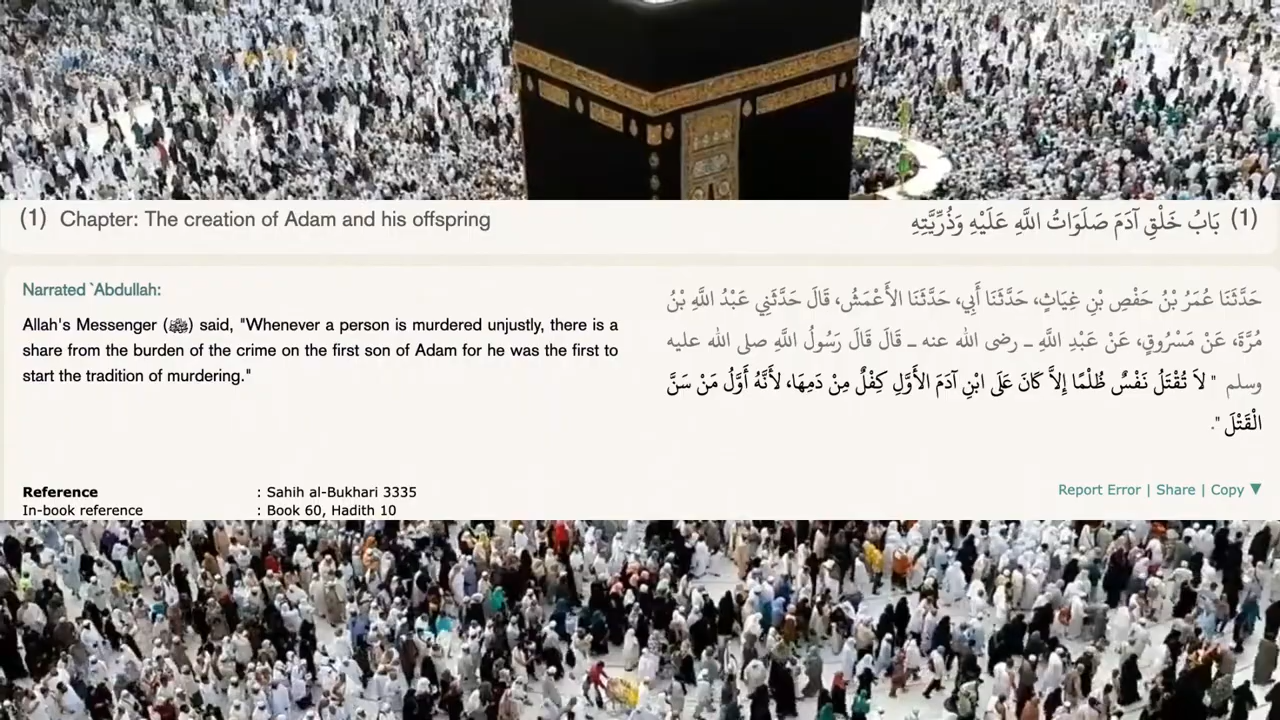 (1) Chapter: The creation of Adam and his offspring
(1) بَابُ خَلْقِ آدَمَ صَلَوَاتُ اللَّهِ عَلَيْهِ وَذُرِّيَّتِهِ
Narrated `Abdullah:
Allah's Messenger (ﷺ) said, "Whenever a person is murdered unjustly, there is a
share from the burden of the crime on the first son of Adam for he was the first to
start the tradition of murdering."
حَدَّثَنَا عُمَرُ بْنُ حَفْصِ بْنِ غِيَاثٍ، حَدَّثَنَا أَبِي، حَدَّثَنَا الأَعْمَشُ، قَالَ حَدَّثَنِي عَبْدُ اللَّهِ بْنُ
مُرَّةَ، عَنْ مَسْرُوقٍ، عَنْ عَبْدِ اللَّهِ ـ رضى الله عنه ـ قَالَ قَالَ رَسُولُ اللَّهِ صلى الله عليه
وسلم " لاَ تُقْتَلُ نَفْسٌ ظُلْمًا إِلاَّ كَانَ عَلَى ابْنِ آدَمَ الأَوَّلِ كِفْلٌ مِنْ دَمِهَا، لأَنَّهُ أَوَّلُ مَنْ سَنَّ
الْقَتْلَ ".
Reference : Sahih al-Bukhari 3335
In-book reference : Book 60, Hadith 10
Report Error | Share | Copy ▼